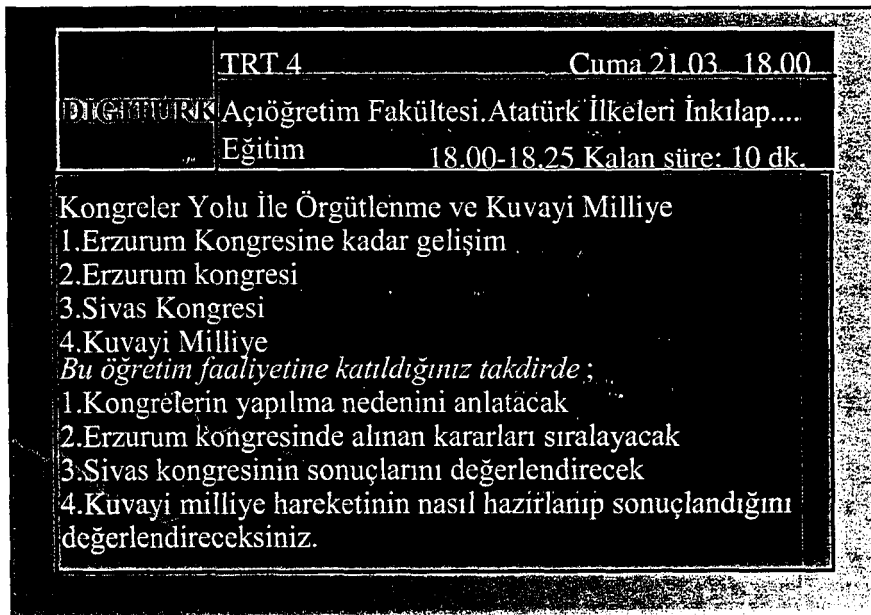 TRT 4 Cuma 21.03 18.00
DIGITURK
Açıöğretim Fakültesi.Atatürk İlkeleri İnkılap....
Eğitim 18.00-18.25 Kalan süre: 10 dk.
Kongreler Yolu İle Örgütlenme ve Kuvayi Milliye
1.Erzurum Kongresine kadar gelişim
2.Erzurum kongresi
3.Sivas Kongresi
4.Kuvayi Milliye
Bu öğretim faaliyetine katıldığınız takdirde ;
1.Kongrelerin yapılma nedenini anlatacak
2.Erzurum kongresinde alınan kararları sıralayacak
3.Sivas kongresinin sonuçlarını değerlendirecek
4.Kuvayi milliye hareketinin nasıl hazirlanıp sonuçlandığını
değerlendireceksiniz.